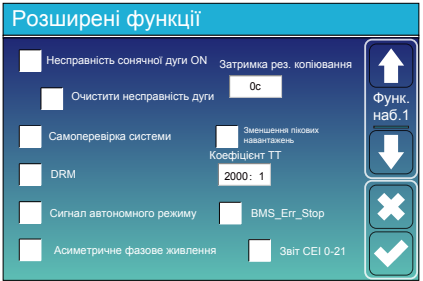 Розширені функції
Несправність сонячної дуги ON
Затримка рез. копіювання
0с
Очистити несправність дуги
Функ.
наб.1
Самоперевірка системи
Зменшення пікових
навантажень
Коефіцієнт ТТ
DRM
2000: 1
Сигнал автономного режиму
BMS_Err_Stop
Асиметричне фазове живлення
Звіт CEI 0-21